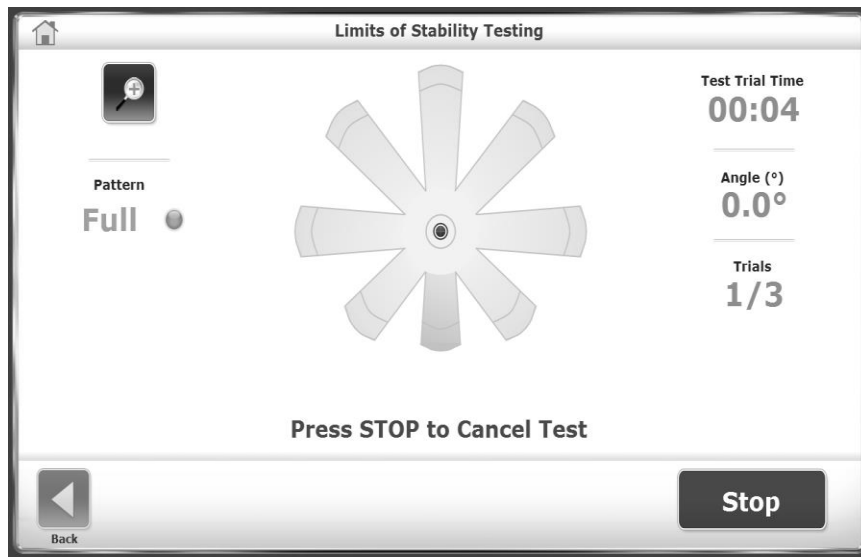 Limits of Stability Testing
Pattern
Full
Test Trial Time
00:04
Angle (°)
0.0°
Trials
1/3
Press STOP to Cancel Test
Back
Stop